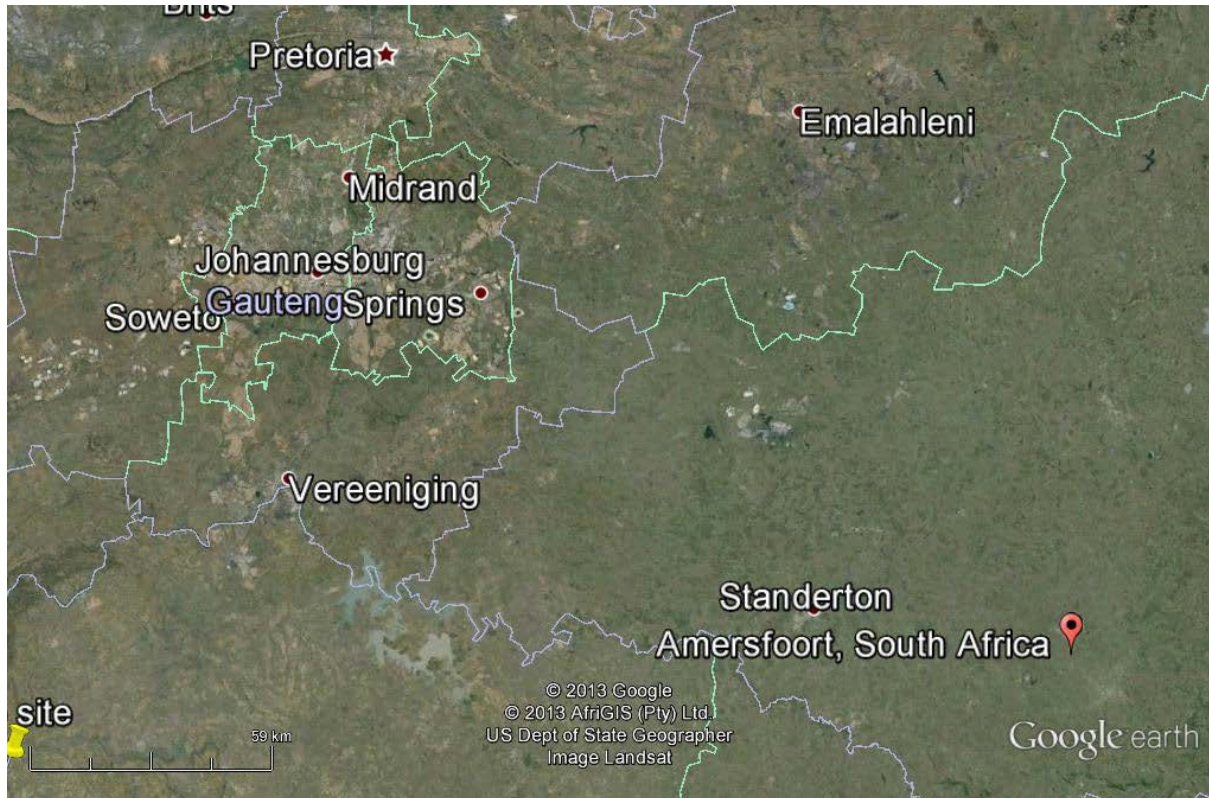 Brits
Pretoria
Emalahleni
Midrand
Johannesburg
Gauteng Springs
Soweto
Vereeniging
Standerton
Amersfoort, South Africa
site
59 km
© 2013 Google
© 2013 AfriGIS (Pty) Ltd.
US Dept of State Geographer
Image Landsat
Google earth